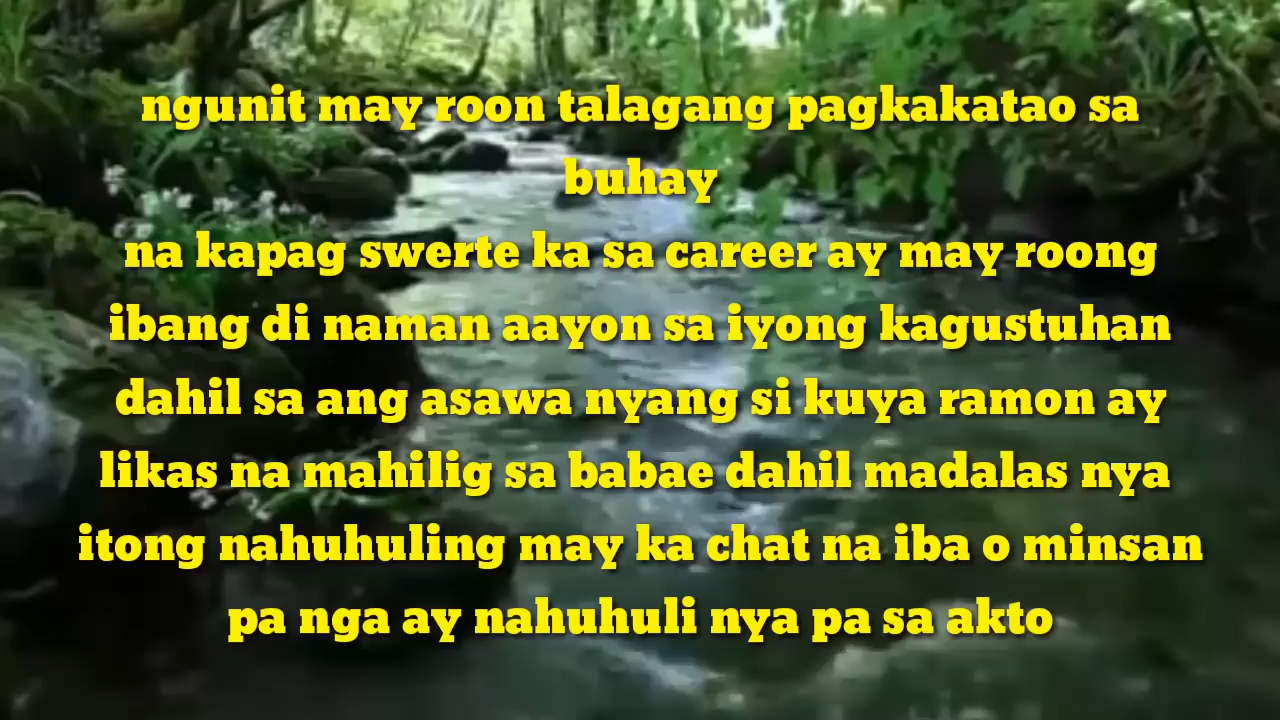 ngunit may roon talagang pagkakatao sa
buhay
na kapag swerte ka sa career ay may roong
ibang di naman aayon sa iyong kagustuhan
dahil sa ang asawa nyang si kuya ramon ay
likas na mahilig sa babae dahil madalas nya
itong nahuhuling may ka chat na iba o minsan
pa nga ay nahuhuli nya pa sa akto